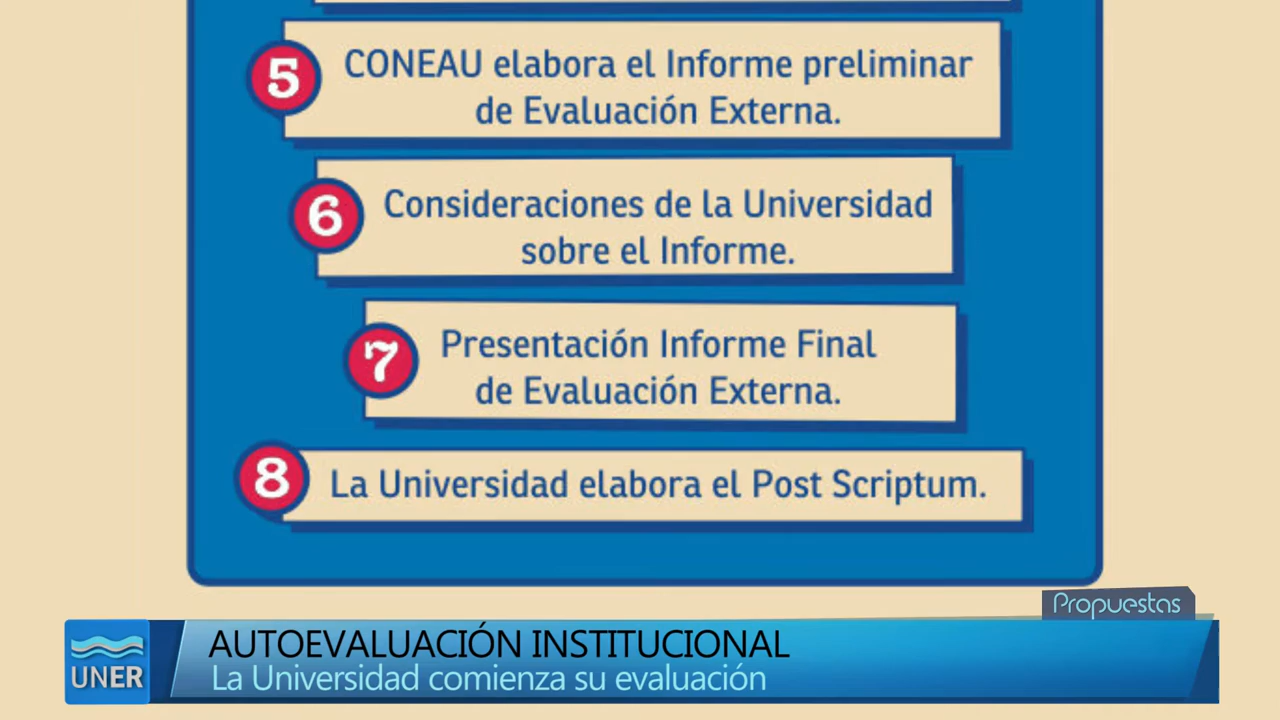 5
CONEAU elabora el Informe preliminar
de Evaluación Externa.
6
Consideraciones de la Universidad
sobre el Informe.
7
Presentación Informe Final
de Evaluación Externa.
8
La Universidad elabora el Post Scriptum.
Propuestas
AUTOEVALUACIÓN INSTITUCIONAL
La Universidad comienza su evaluación
UNER